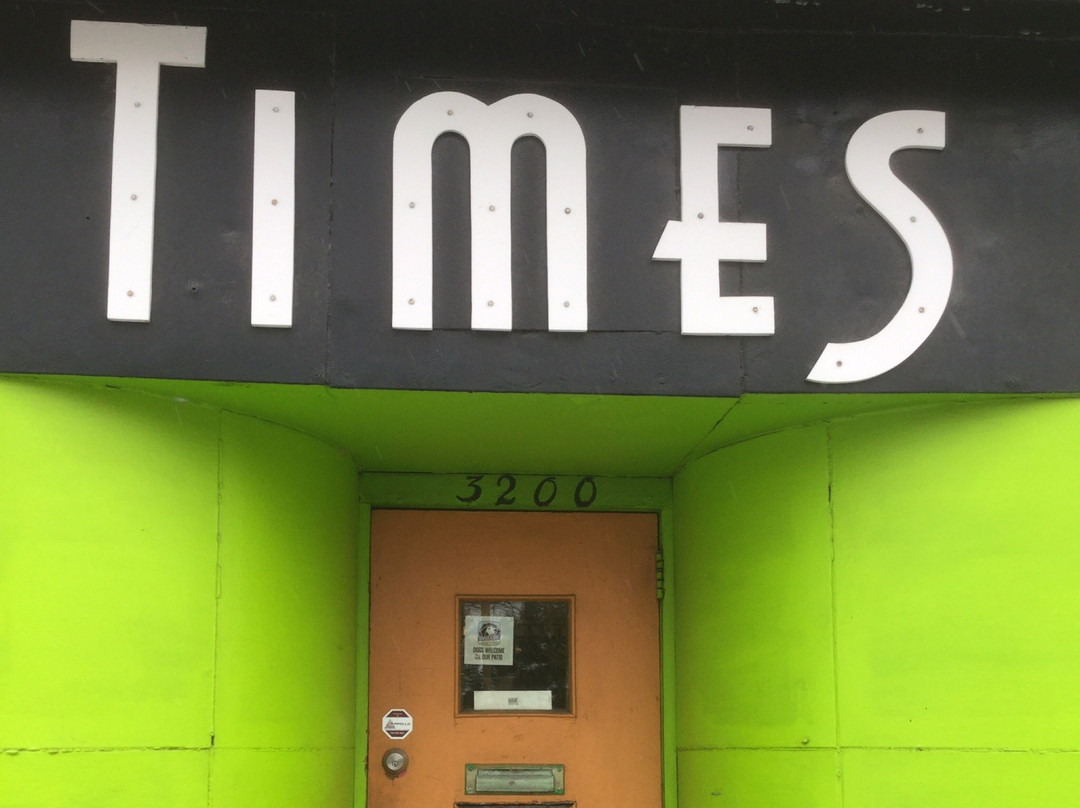 TIMES
3200
DOGS WELCOME
ON OUR PATIO